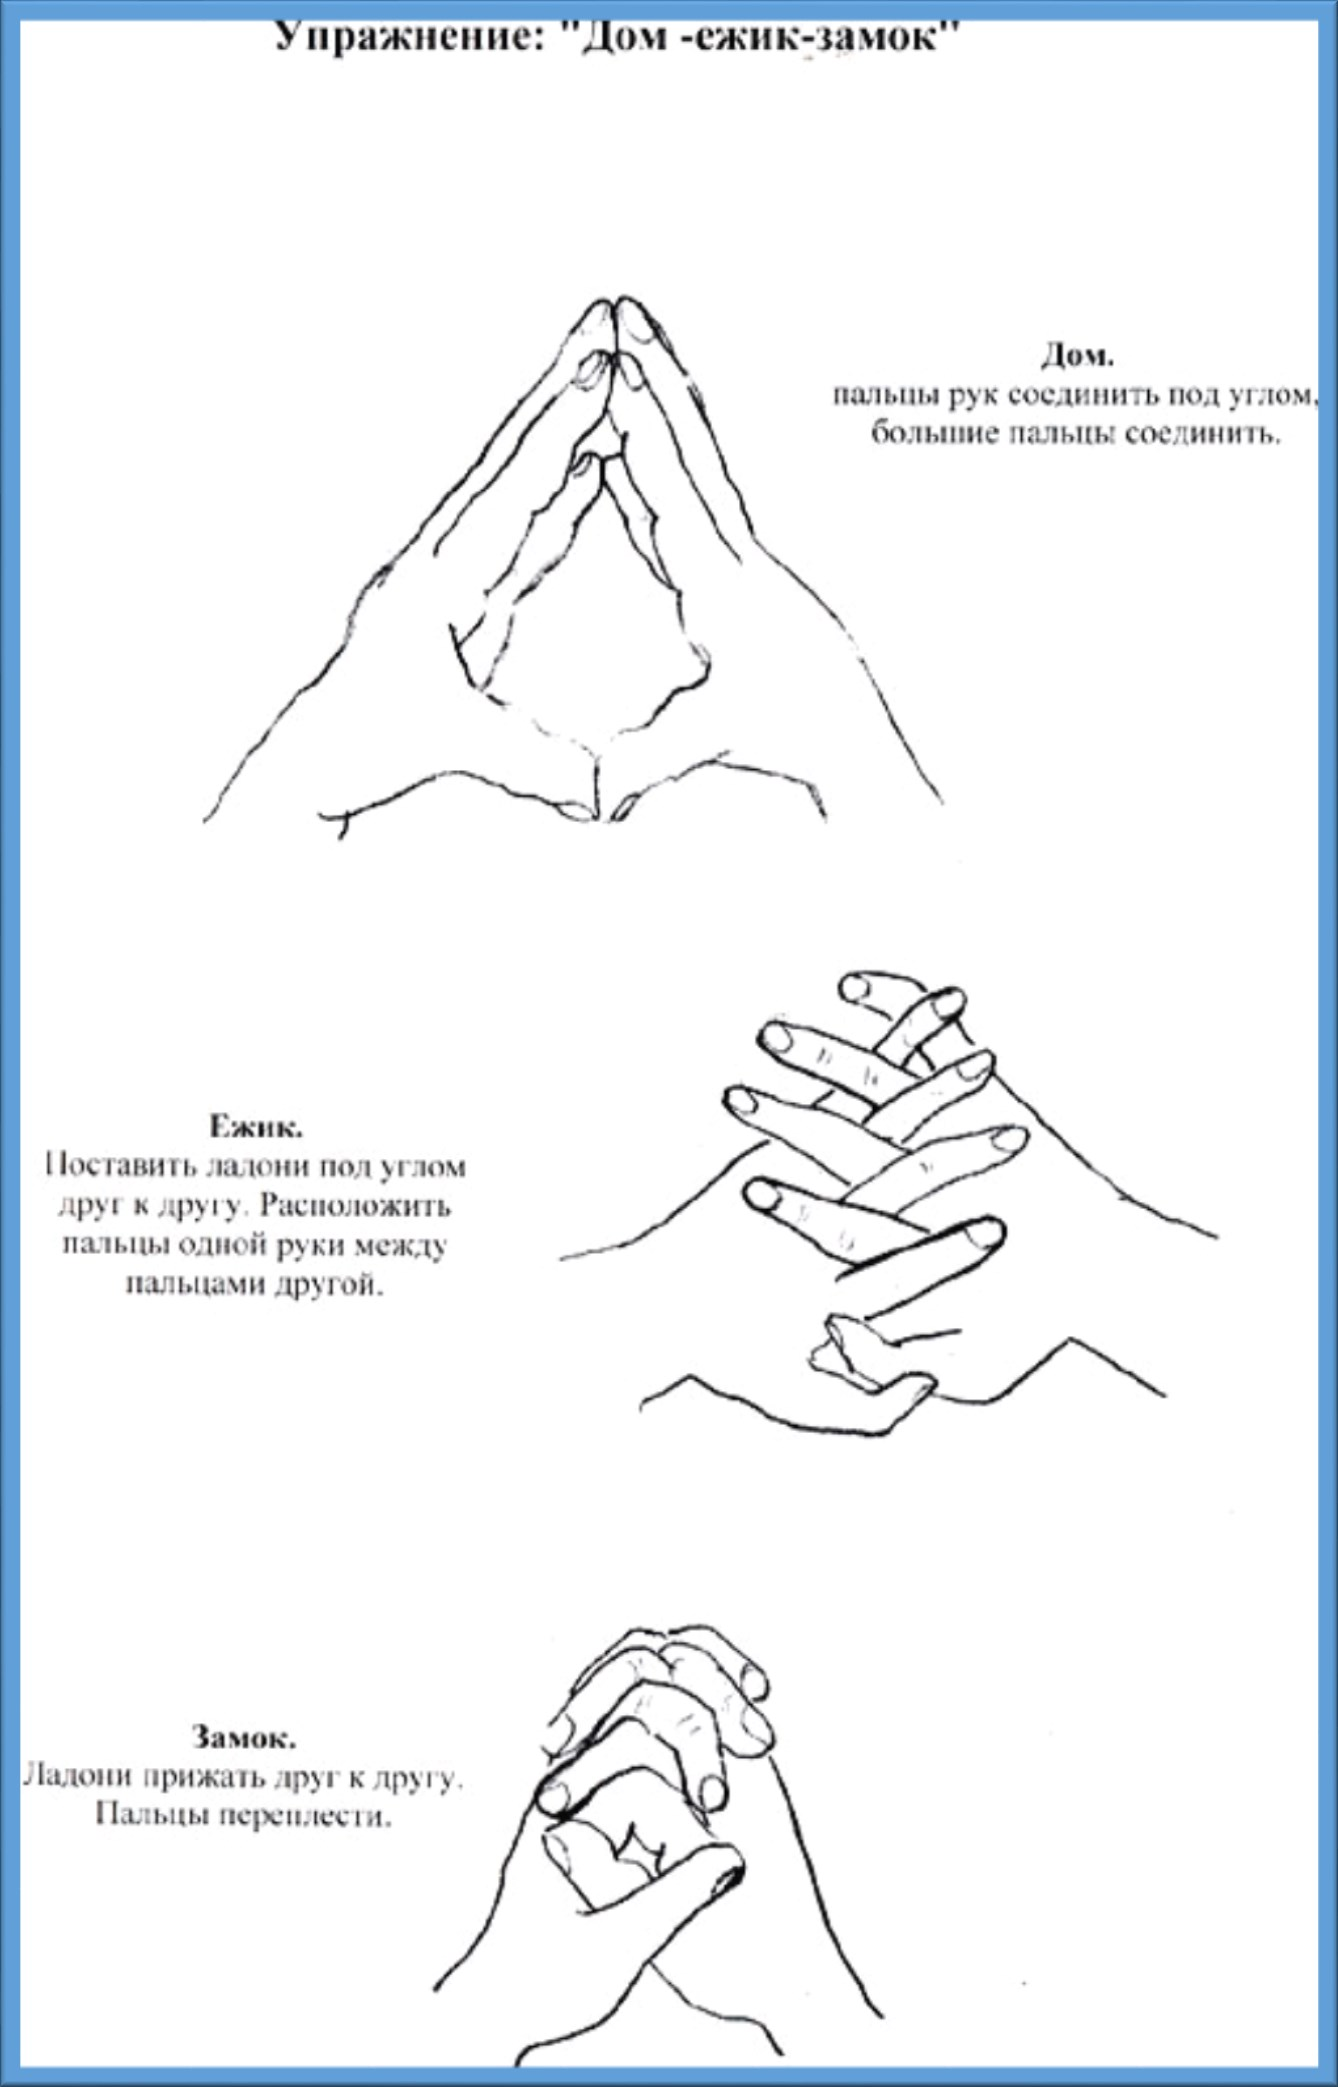 Упражнение: "Дом -ежик-замок"
Дом.
пальцы рук соединить под углом,
большие пальцы соединить.
Ежик.
Поставить ладони под углом
друг к другу. Расположить
пальцы одной руки между
пальцами другой.
Замок.
Ладони прижать друг к другу.
Пальцы переплести.